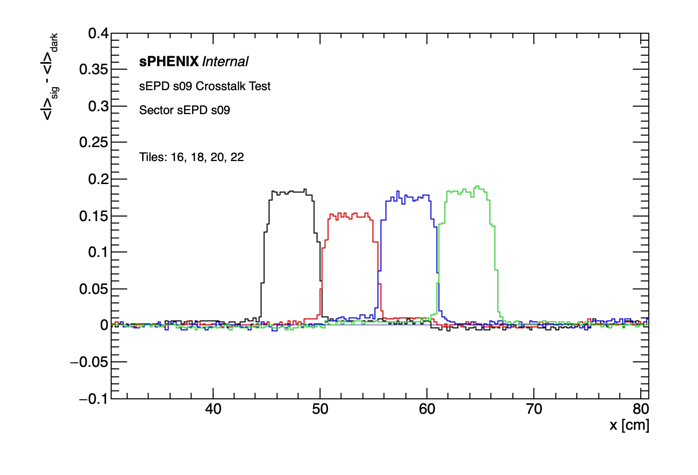 <I>sig - <I>dark
0.4
0.35
0.3
0.25
0.2
0.15
0.1
0.05
0
−0.05
−0.1
sPHENIX Internal
sEPD s09 Crosstalk Test
Sector sEPD s09
Tiles: 16, 18, 20, 22
40 50 60 70 80
x [cm]